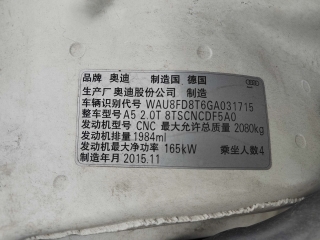 品牌 奥迪 制造国 德国
生产厂 奥迪股份公司 制造
车辆识别代号 WAU8FD8T6GA031715
整车型号 A5 2.0T 8TSCNCDF5A0
发动机型号 CNC 最大允许总质量 2080kg
发动机排量 1984ml
发动机最大净功率 165kW 乘坐人数 4
制造年月 2015.11